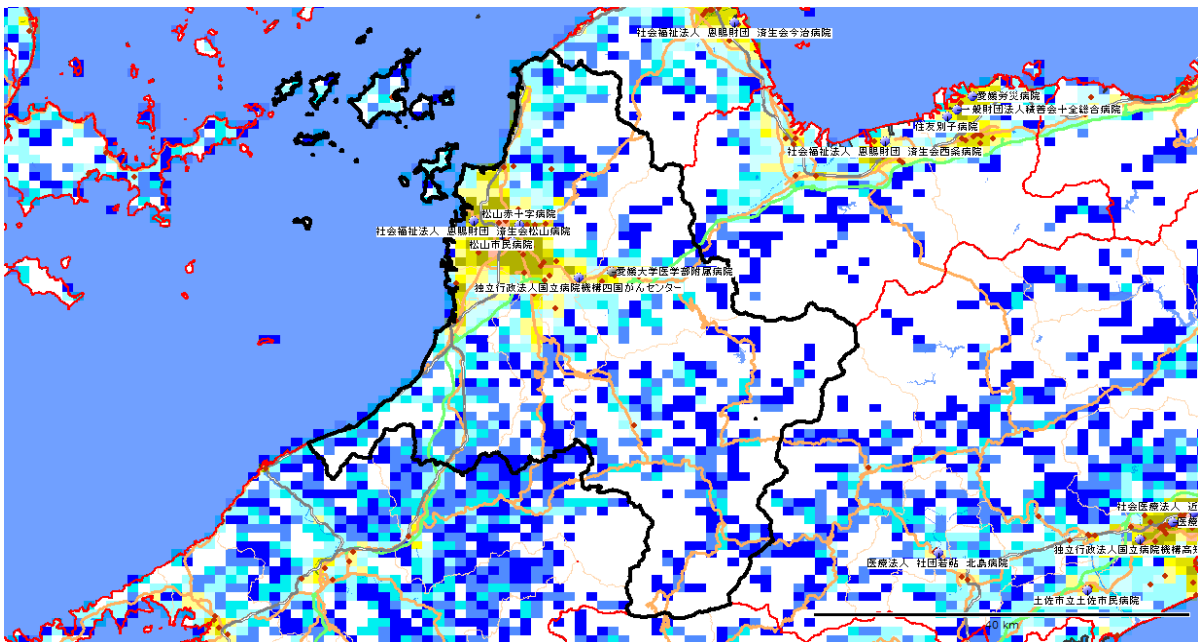 社会福祉法人 恩賜財団 済生会今治病院
愛媛労災病院
一般財団法人積善会十全総合病院
住友別子病院
社会福祉法人 恩賜財団 済生会西条病院
松山赤十字病院
社会福祉法人 恩賜財団 済生会松山病院
松山市民病院
愛媛大学医学部附属病院
独立行政法人国立病院機構四国がんセンター
社会医療法人 近
医療
独立行政法人国立病院機構高知
医療法人 社団若鮎 北島病院
土佐市立土佐市民病院
40 km